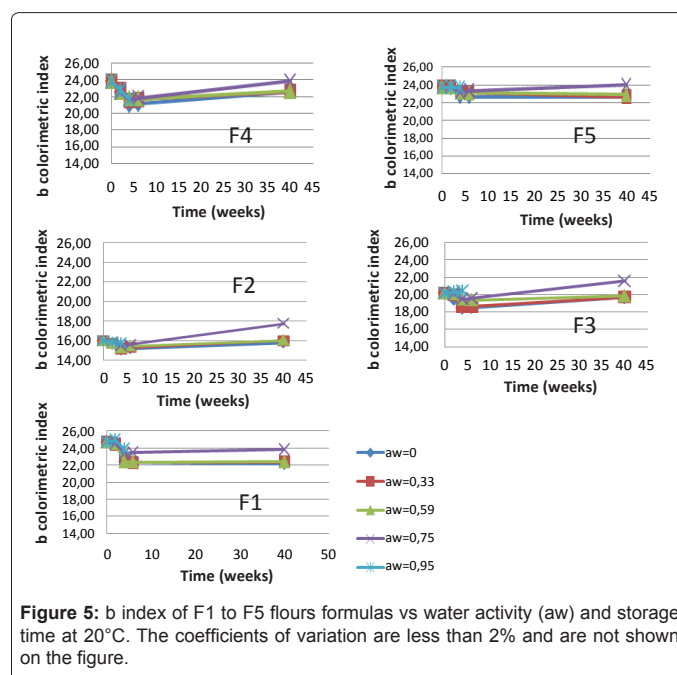 b colorimetric index
26,00
24,00
22,00
20,00
18,00
16,00
14,00
0 5 10 15 20 25 30 35 40 45
Time (weeks)
F4
b colorimetric index
26,00
24,00
22,00
20,00
18,00
16,00
14,00
0 5 10 15 20 25 30 35 40 45
Time (weeks)
F5
b colorimetric index
26,00
24,00
22,00
20,00
18,00
16,00
14,00
0 5 10 15 20 25 30 35 40 45
Time (weeks)
F2
b colorimetric index
26,00
24,00
22,00
20,00
18,00
16,00
14,00
0 5 10 15 20 25 30 35 40 45
Time (weeks)
F3
b colorimetric index
26,00
24,00
22,00
20,00
18,00
16,00
14,00
0 10 20 30 40 50
Time (weeks)
F1
aw=0
aw=0,33
aw=0,59
aw=0,75
aw=0,95
Figure 5: b index of F1 to F5 flours formulas vs water activity (aw) and storage
time at 20°C. The coefficients of variation are less than 2% and are not shown
on the figure.